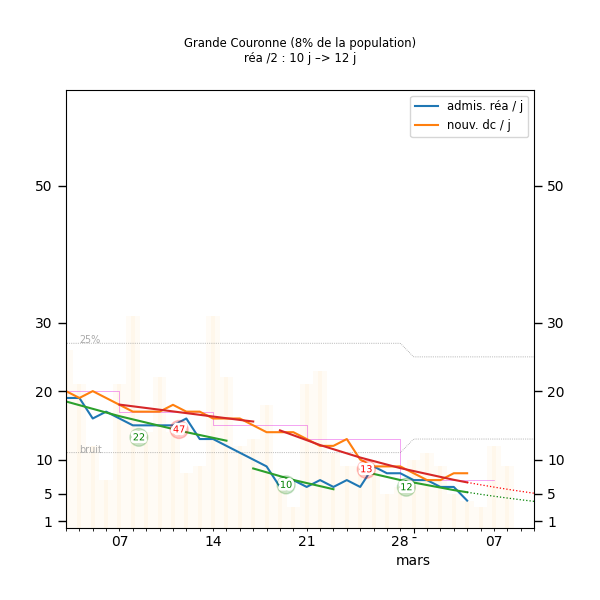 Grande Couronne (8% de la population)
réa /2 : 10 j –> 12 j
admis. réa / j
nouv. dc / j
50 50
30 30
25%
20 20
22 47
bruit
10 10
13
10 12
5 5
1 1
07 14 21 28 - 07
mars